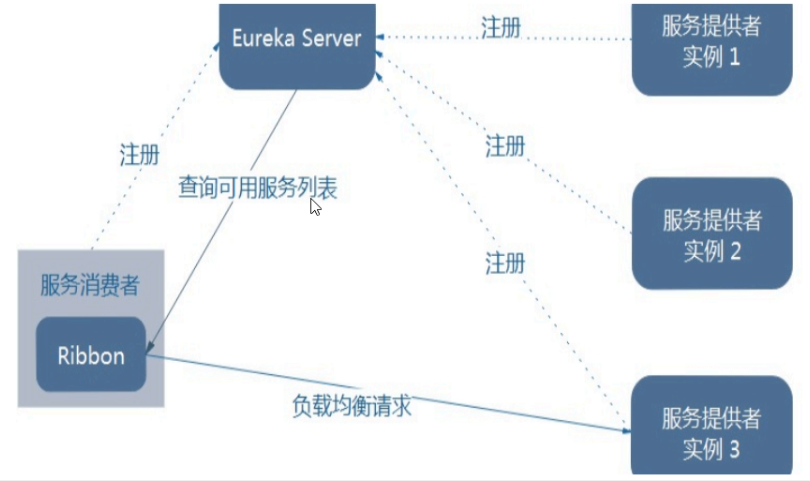 Eureka Server
注册
服务提供者
实例 1
注册
注册
查询可用服务列表
服务提供者
实例 2
注册
服务消费者
Ribbon
负载均衡请求
服务提供者
实例 3